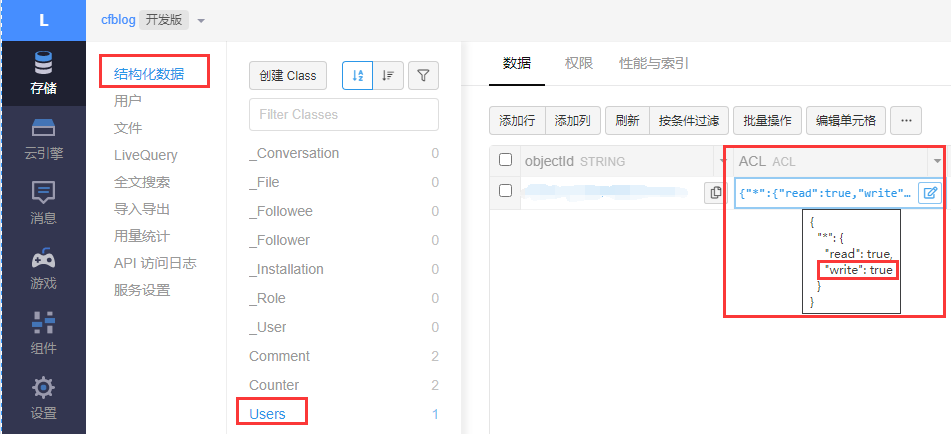 L
cfblog 开发版
存储
云引擎
消息
游戏
组件
设置
结构化数据
用户
文件
LiveQuery
全文搜索
导入导出
用量统计
API 访问日志
服务设置
创建 Class
Filter Classes
_Conversation 0
_File 0
_Followee 0
_Follower 0
_Installation 0
_Role 0
_User 0
Comment 2
Counter 2
Users 1
数据 权限 性能与索引
添加行 添加列 刷新 按条件过滤 批量操作 编辑单元格 ...
objectId STRING ACL ACL
{"*":{"read":true,"write"...
{
"*": {
"read": true,
"write": true
}
}